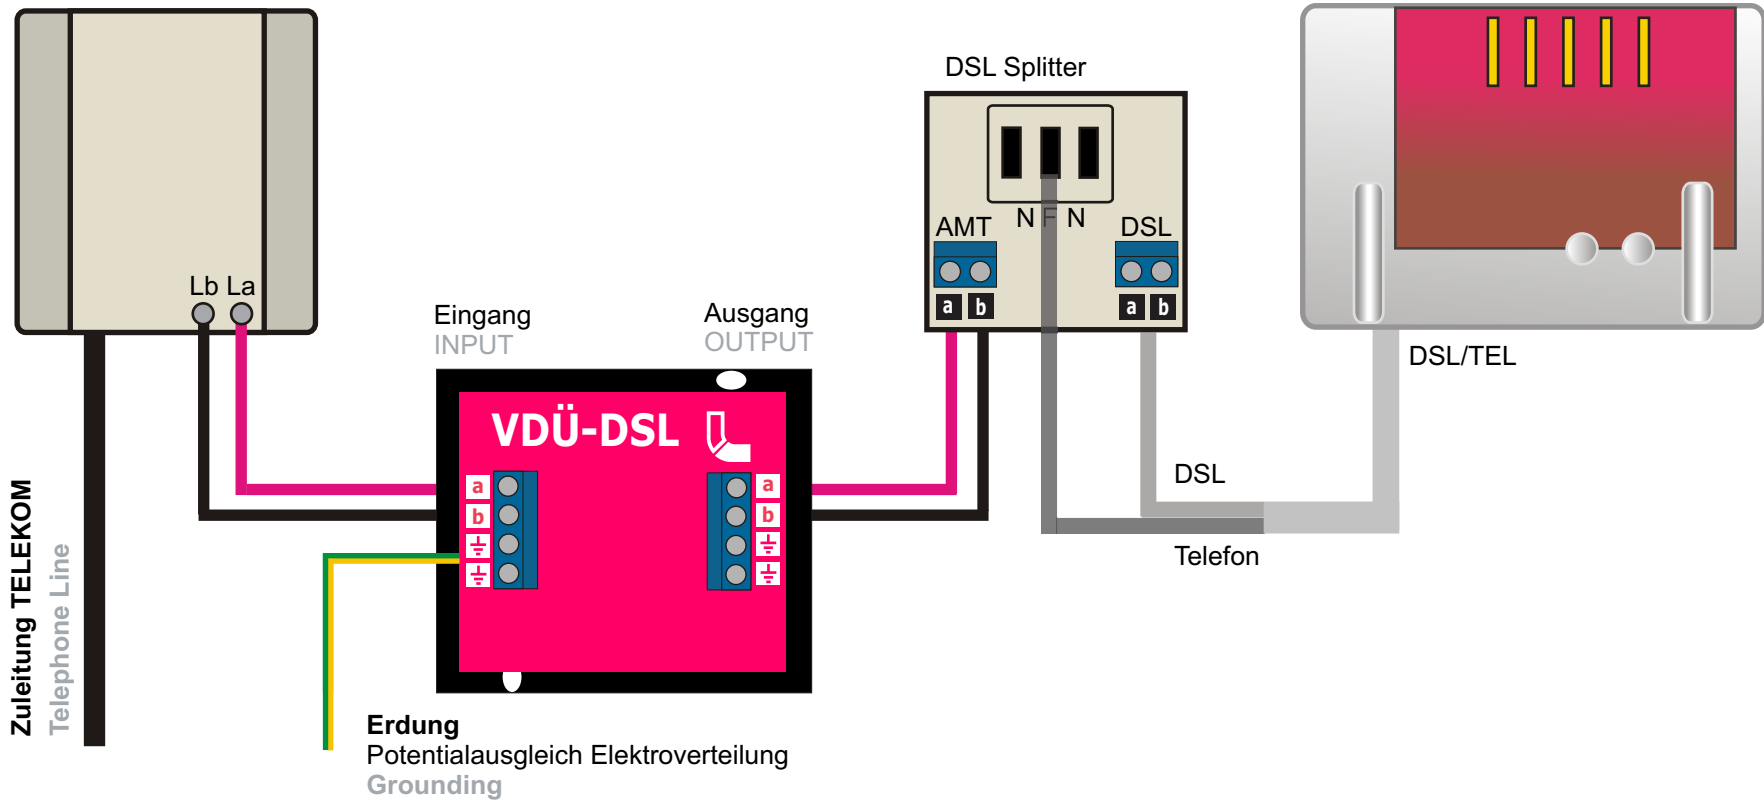 Zuleitung TELEKOM
Telephone Line
Lb La
Eingang
INPUT
Ausgang
OUTPUT
VDÜ-DSL
a
b
a
b
Erdung
Potentialausgleich Elektroverteilung
Grounding
DSL Splitter
N F N
AMT
DSL
a b
a b
DSL
Telefon
DSL/TEL